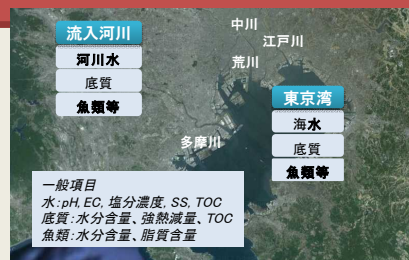 流入河川
河川水
底質
魚類等
中川
江戸川
荒川
多摩川
東京湾
海水
底質
魚類等
一般項目
水:pH, EC, 塩分濃度, SS, TOC
底質:水分含量、強熱減量、TOC
魚類:水分含量、脂質含量